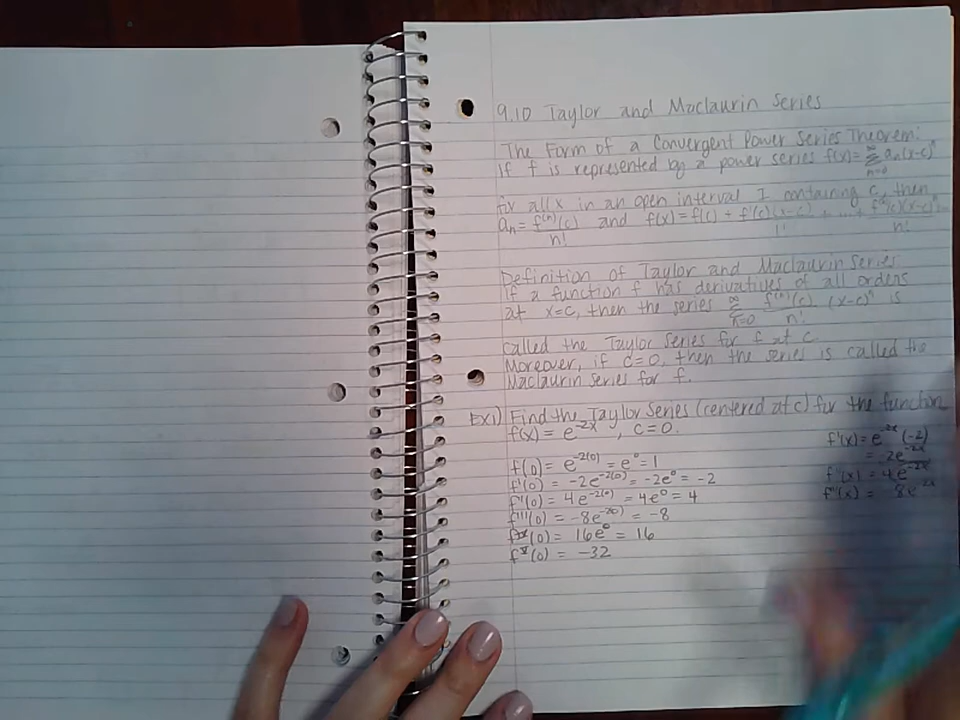 9.10 Taylor and Maclaurin Series
The Form of a Convergent Power Series Theorem:
If f is represented by a power series f(x) = ∑_{n=0}^{∞} aₙ(x-c)ⁿ
for all x in an open interval I containing c, then
aₙ = f⁽ⁿ⁾(c)/n! and f(x) = f(c) + f'(c)(x-c)/1! + ... + f⁽ⁿ⁾(c)(x-c)ⁿ/n!
Definition of Taylor and Maclaurin Series
If a function f has derivatives of all orders
at x=c, then the series ∑_{n=0}^{∞} f⁽ⁿ⁾(c)/n! · (x-c)ⁿ is
called the Taylor Series for f at c.
Moreover, if c=0, then the series is called the
Maclaurin Series for f.
Ex1) Find the Taylor Series (centered at c) for the function
f(x) = e^{-2x}, c=0.
f(0) = e^{-2(0)} = e⁰ = 1
f'(0) = -2e^{-2(0)} = -2e⁰ = -2
f''(0) = 4e^{-2(0)} = 4e⁰ = 4
f'''(0) = -8e^{-2(0)} = -8
f^{IV}(0) = 16e⁰ = 16
f^{V}(0) = -32
f'(x) = e^{-2x}(-2)
= -2e^{-2x}
f''(x) = 4e^{-2x}
8e^{-2x}